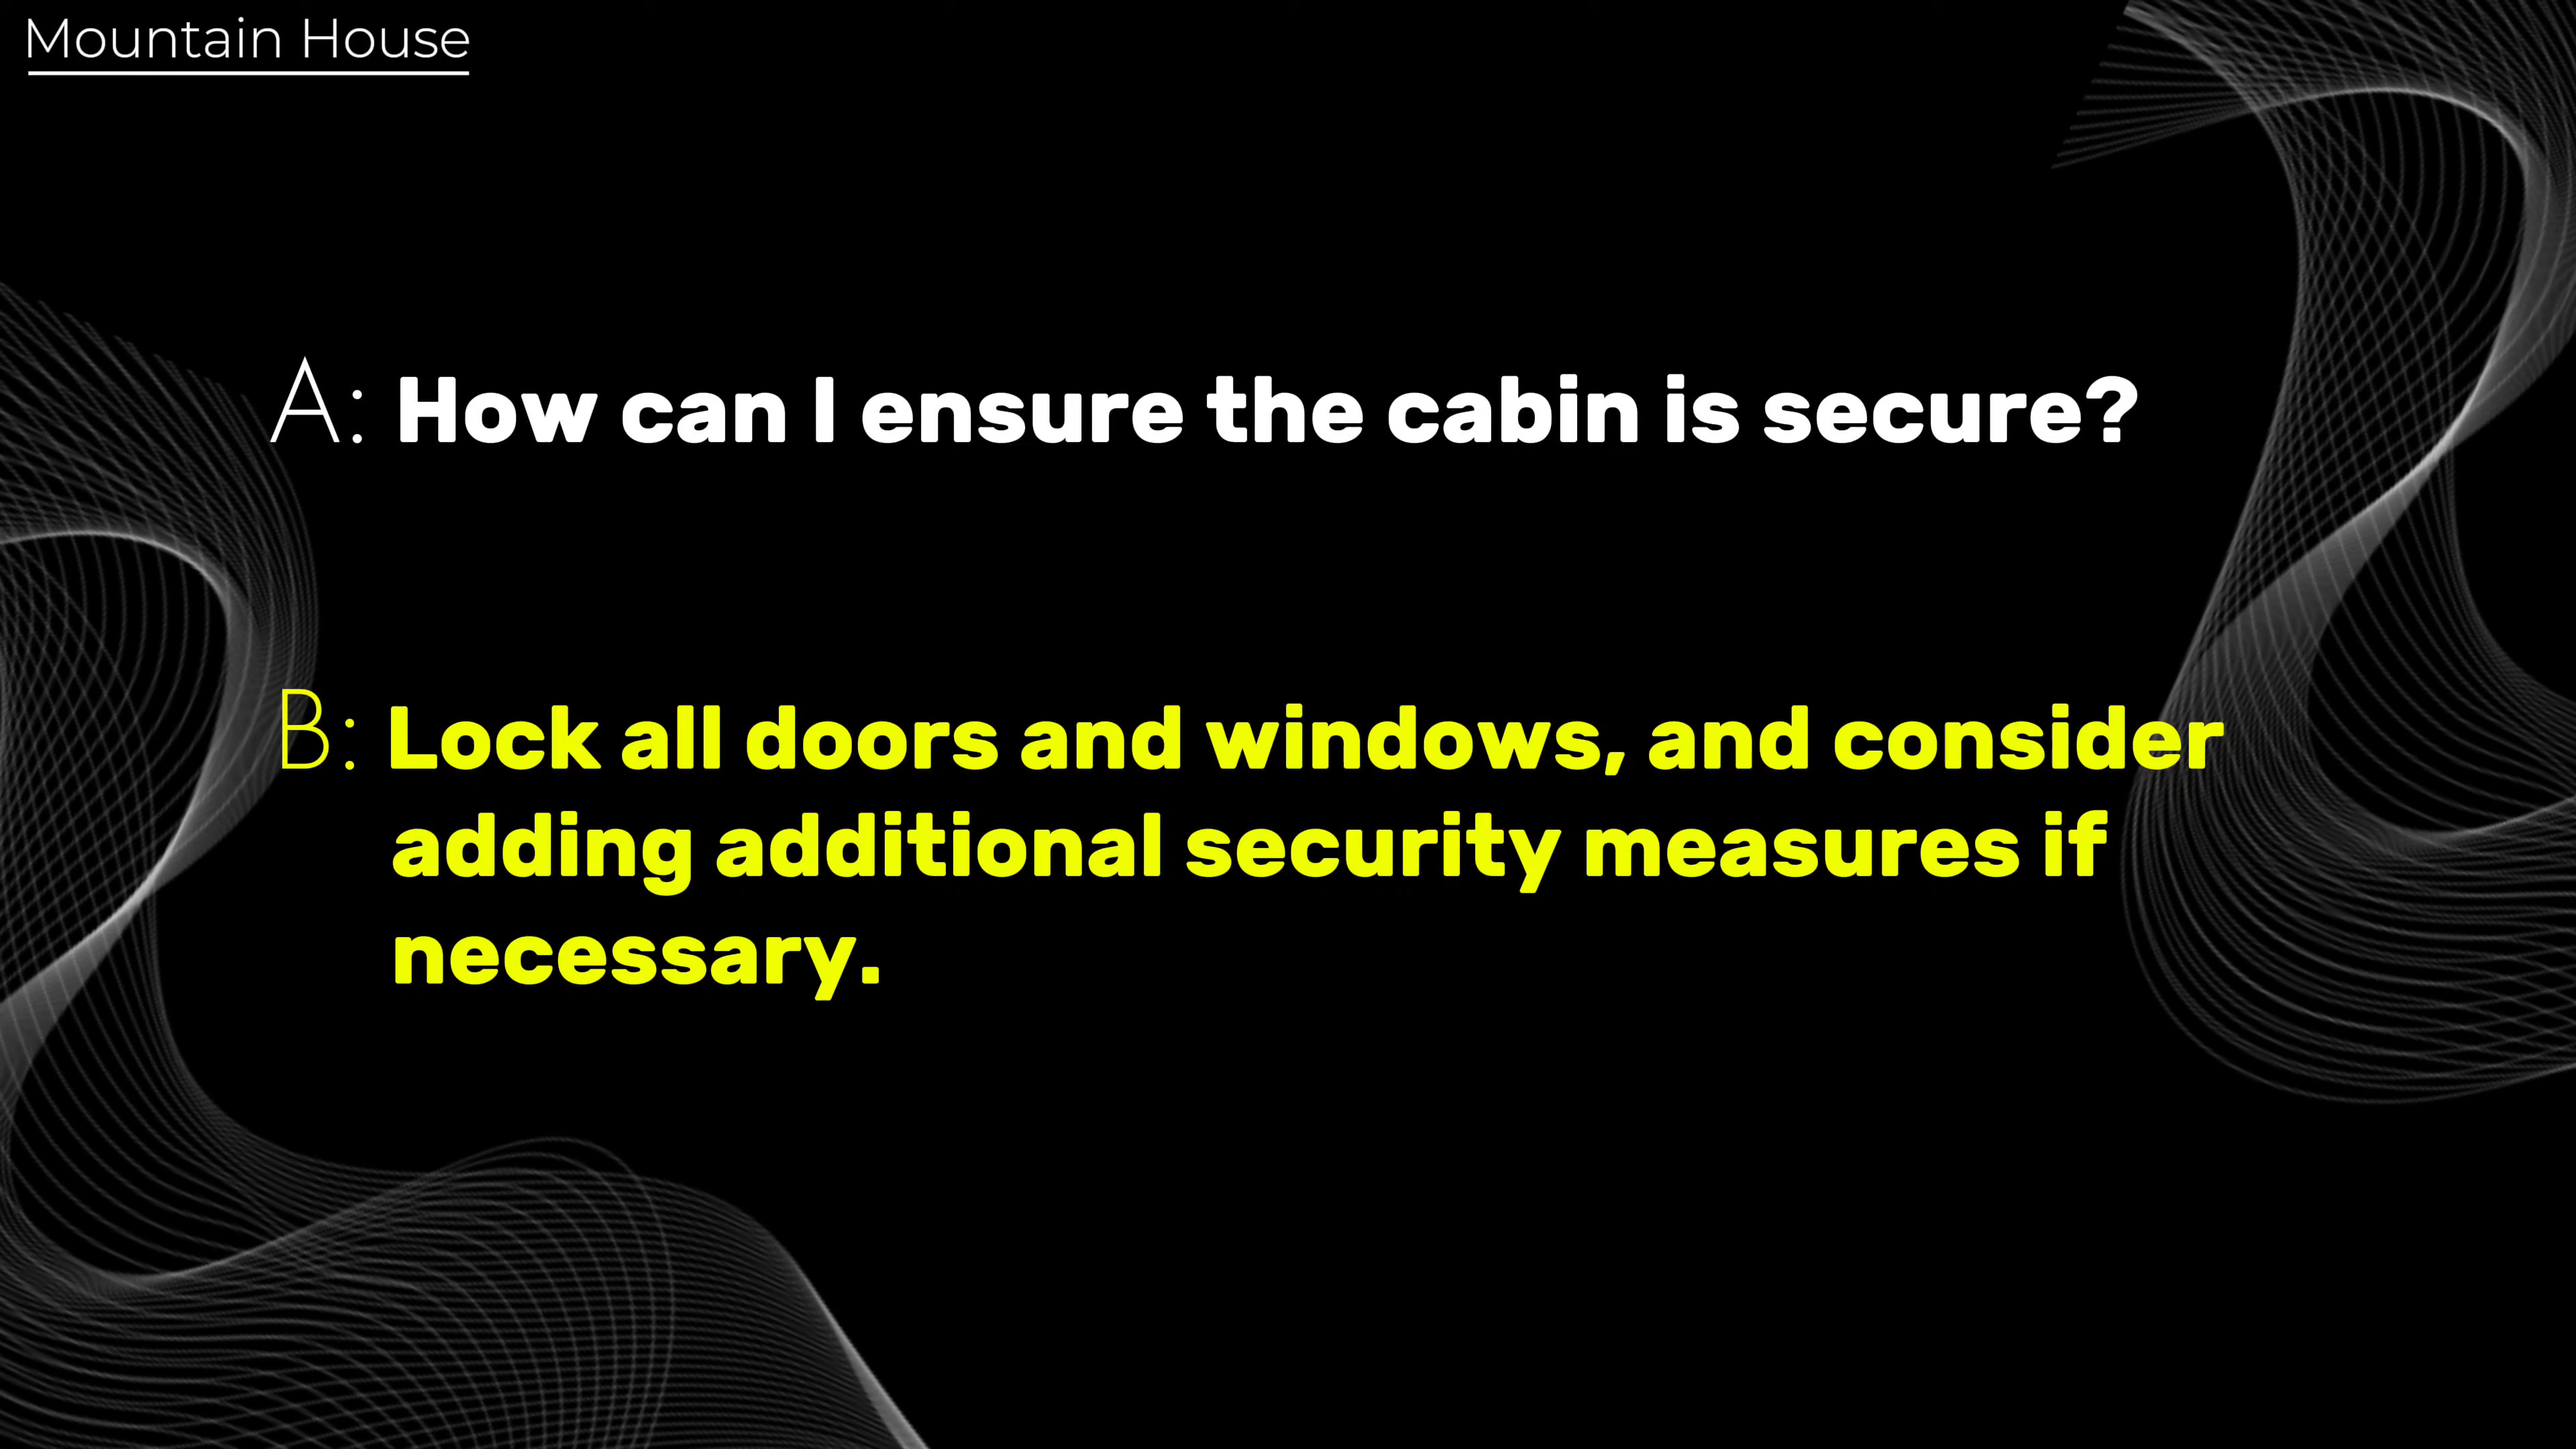 Mountain House
A: How can I ensure the cabin is secure?
B: Lock all doors and windows, and consider
adding additional security measures if
necessary.